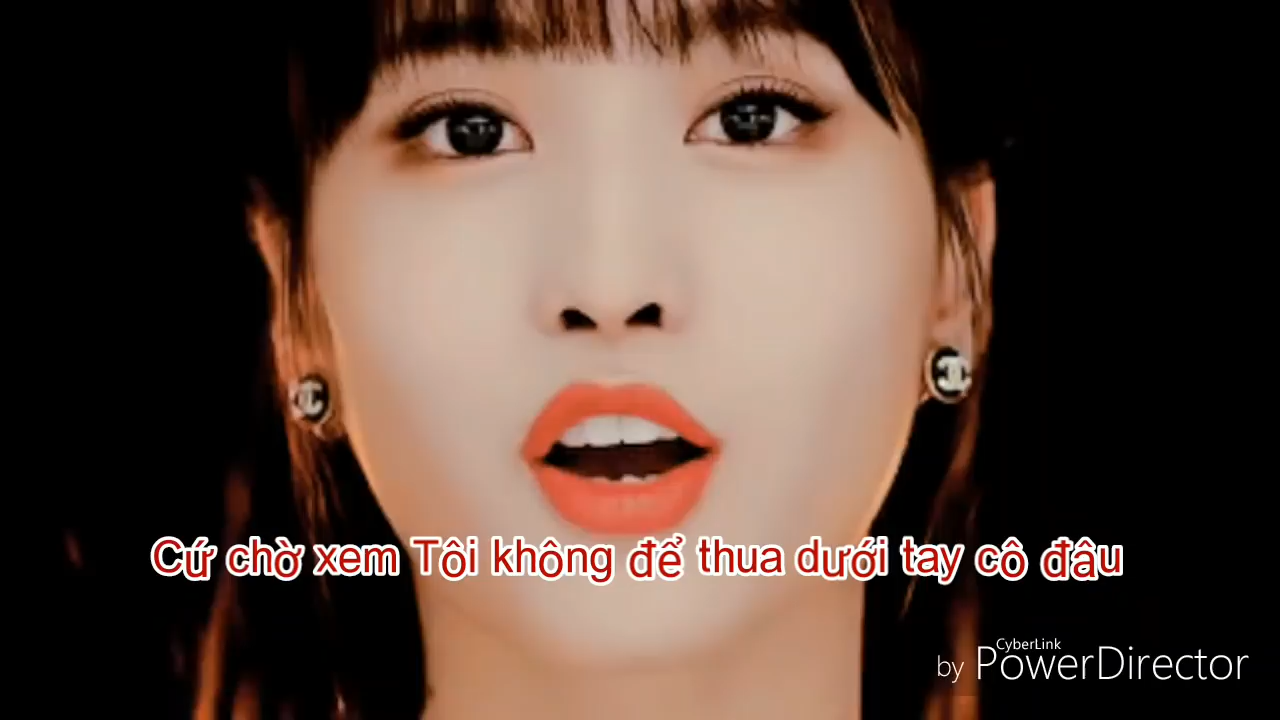 Cứ chờ xem Tôi không để thua dưới tay cô đâu
CyberLink
by PowerDirector